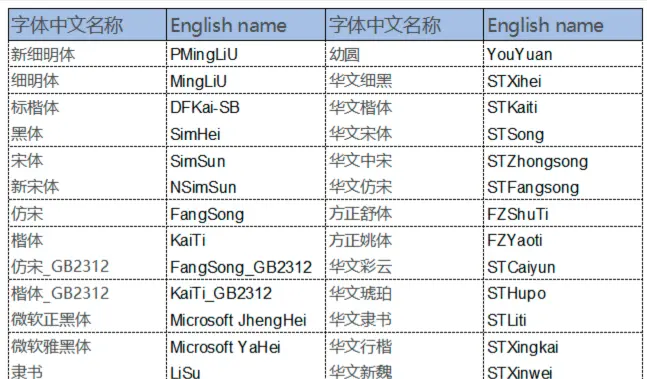 字体中文名称 English name 字体中文名称 English name
新细明体 PMingLiU 幼圆 YouYuan
细明体 MingLiU 华文细黑 STXihei
标楷体 DFKai-SB 华文楷体 STKaiti
黑体 SimHei 华文宋体 STSong
宋体 SimSun 华文中宋 STZhongsong
新宋体 NSimSun 华文仿宋 STFangsong
仿宋 FangSong 方正舒体 FZShuTi
楷体 KaiTi 方正姚体 FZYaoti
仿宋_GB2312 FangSong_GB2312 华文彩云 STCaiyun
楷体_GB2312 KaiTi_GB2312 华文琥珀 STHupo
微软正黑体 Microsoft JhengHei 华文隶书 STLiti
微软雅黑体 Microsoft YaHei 华文行楷 STXingkai
隶书 LiSu 华文新魏 STXinwei